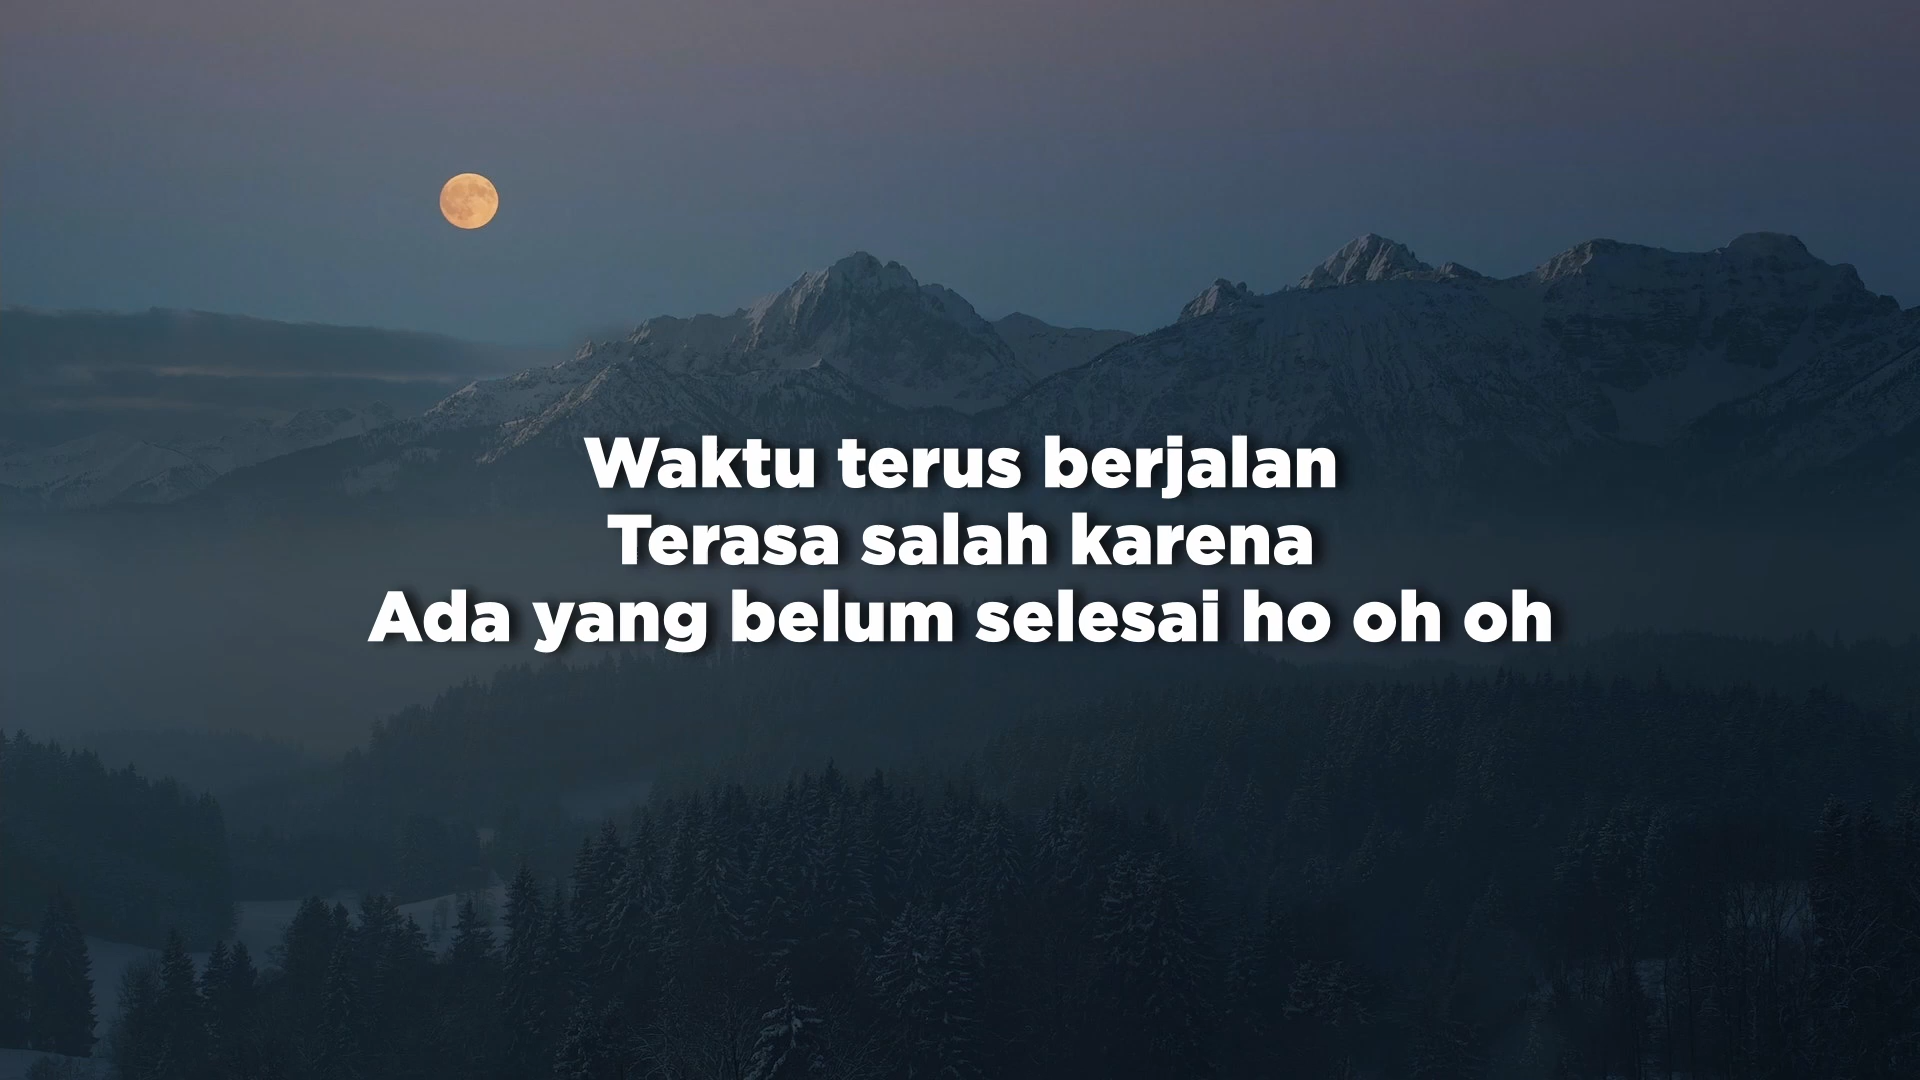 Waktu terus berjalan
Terasa salah karena
Ada yang belum selesai ho oh oh